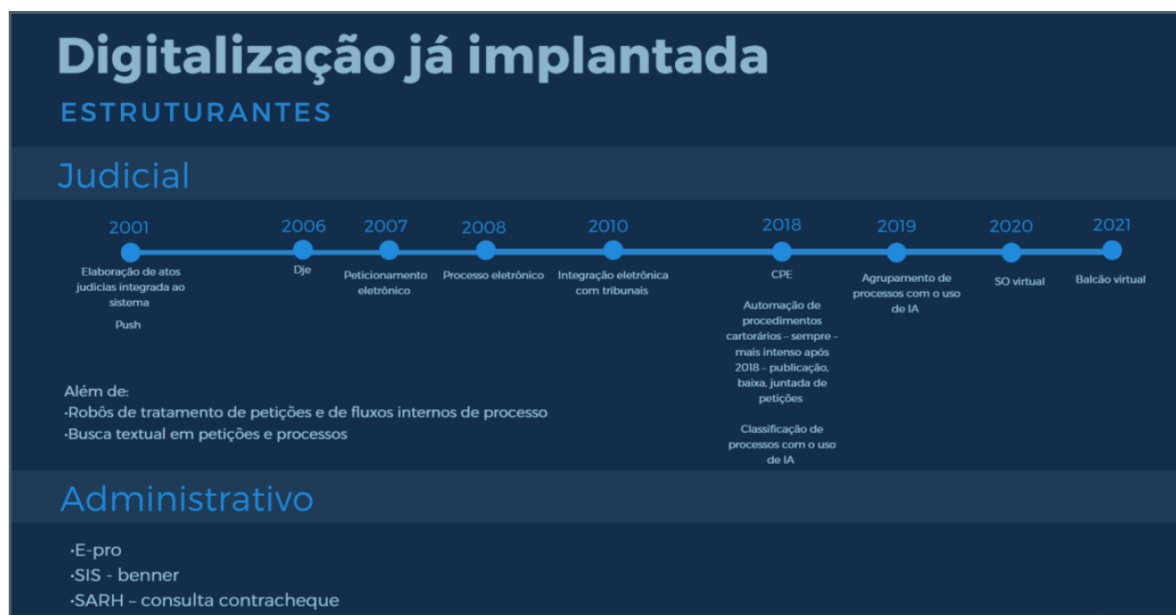 Digitalização já implantada
ESTRUTURANTES
Judicial
2001
Elaboração de atos
judicias integrada ao
sistema
Push
2006
Dje
2007
Peticionamento
eletrônico
2008
Processo eletrônico
2010
Integração eletrônica
com tribunais
2018
CPE
Automação de
procedimentos
cartorários – sempre –
mais intenso após
2018 – publicação,
baixa, juntada de
petições
Classificação de
processos com o uso
de IA
2019
Agrupamento de
processos com o uso
de IA
2020
SO virtual
2021
Balcão virtual
Além de:
•Robôs de tratamento de petições e de fluxos internos de processo
•Busca textual em petições e processos
Administrativo
•E-pro
•SIS - benner
•SARH – consulta contracheque